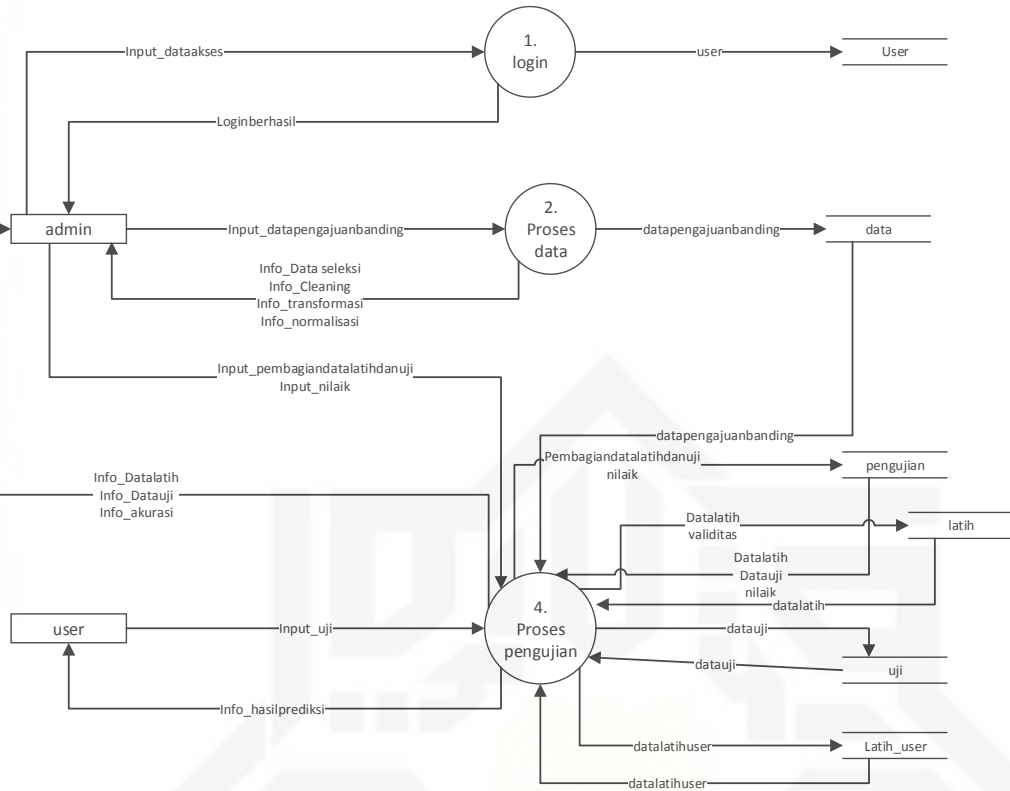 Input_dataakses
1.
login
user
User
Loginberhasil
admin
Input_datapengajuanbanding
2.
Proses
data
datapengajuanbanding
data
Info_Data seleksi
Info_Cleaning
Info_transformasi
Info_normalisasi
Input_pembagiandatalatihdanuji
Input_nilaik
datapengajuanbanding
Pembagiandatalatihdanuji
nilaik
pengujian
Info_Datalatih
Info_Datauji
Info_akurasi
Datalatih
validitas
latih
Datalatih
Datauji
nilaik
datalatih
4.
Proses
pengujian
user
Input_uji
datauji
datauji
uji
Info_hasilprediksi
datalatihuser
Latih_user
datalatihuser